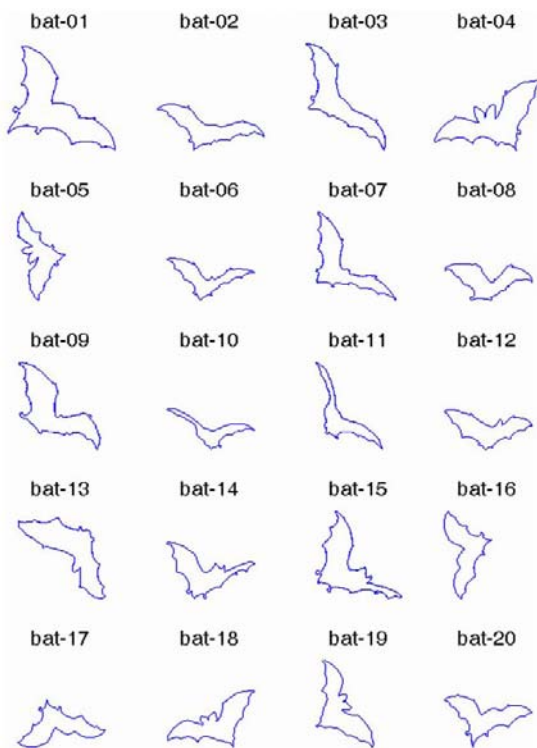 bat-01 bat-02 bat-03 bat-04
bat-05 bat-06 bat-07 bat-08
bat-09 bat-10 bat-11 bat-12
bat-13 bat-14 bat-15 bat-16
bat-17 bat-18 bat-19 bat-20